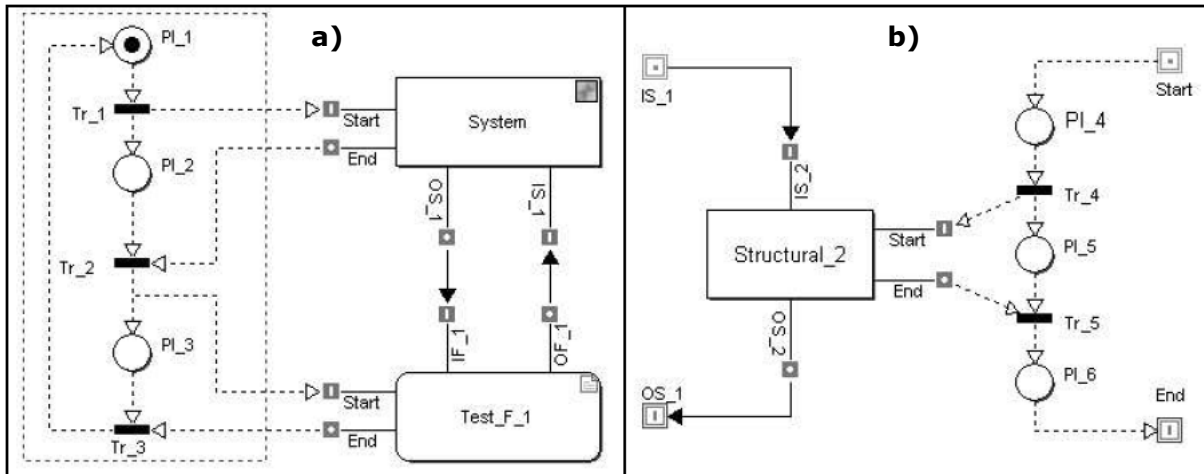 a)
Pl_1
Tr_1
Start
System
End
Pl_2
OS_1
IS_1
Tr_2
Pl_3
IF_1
OF_1
Start
Test_F_1
End
Tr_3
b)
IS_1
Start
Pl_4
IS_2
Tr_4
Start
Structural_2
Pl_5
End
Tr_5
OS_2
Pl_6
OS_1
End